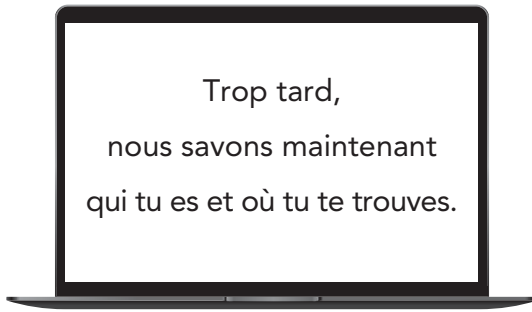 Trop tard,
nous savons maintenant
qui tu es et où tu te trouves.